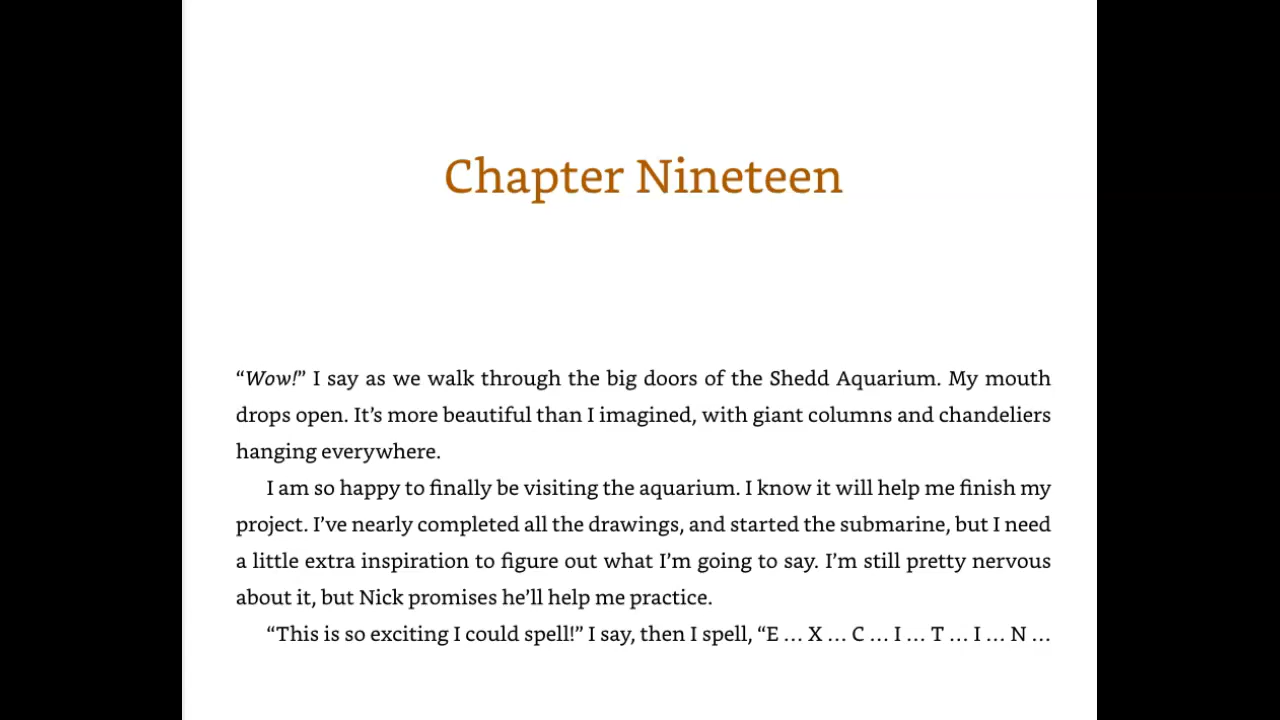 Chapter Nineteen
“Wow!” I say as we walk through the big doors of the Shedd Aquarium. My mouth
drops open. It’s more beautiful than I imagined, with giant columns and chandeliers
hanging everywhere.
I am so happy to finally be visiting the aquarium. I know it will help me finish my
project. I’ve nearly completed all the drawings, and started the submarine, but I need
a little extra inspiration to figure out what I’m going to say. I’m still pretty nervous
about it, but Nick promises he’ll help me practice.
“This is so exciting I could spell!” I say, then I spell, “E … X … C … I … T … I … N …